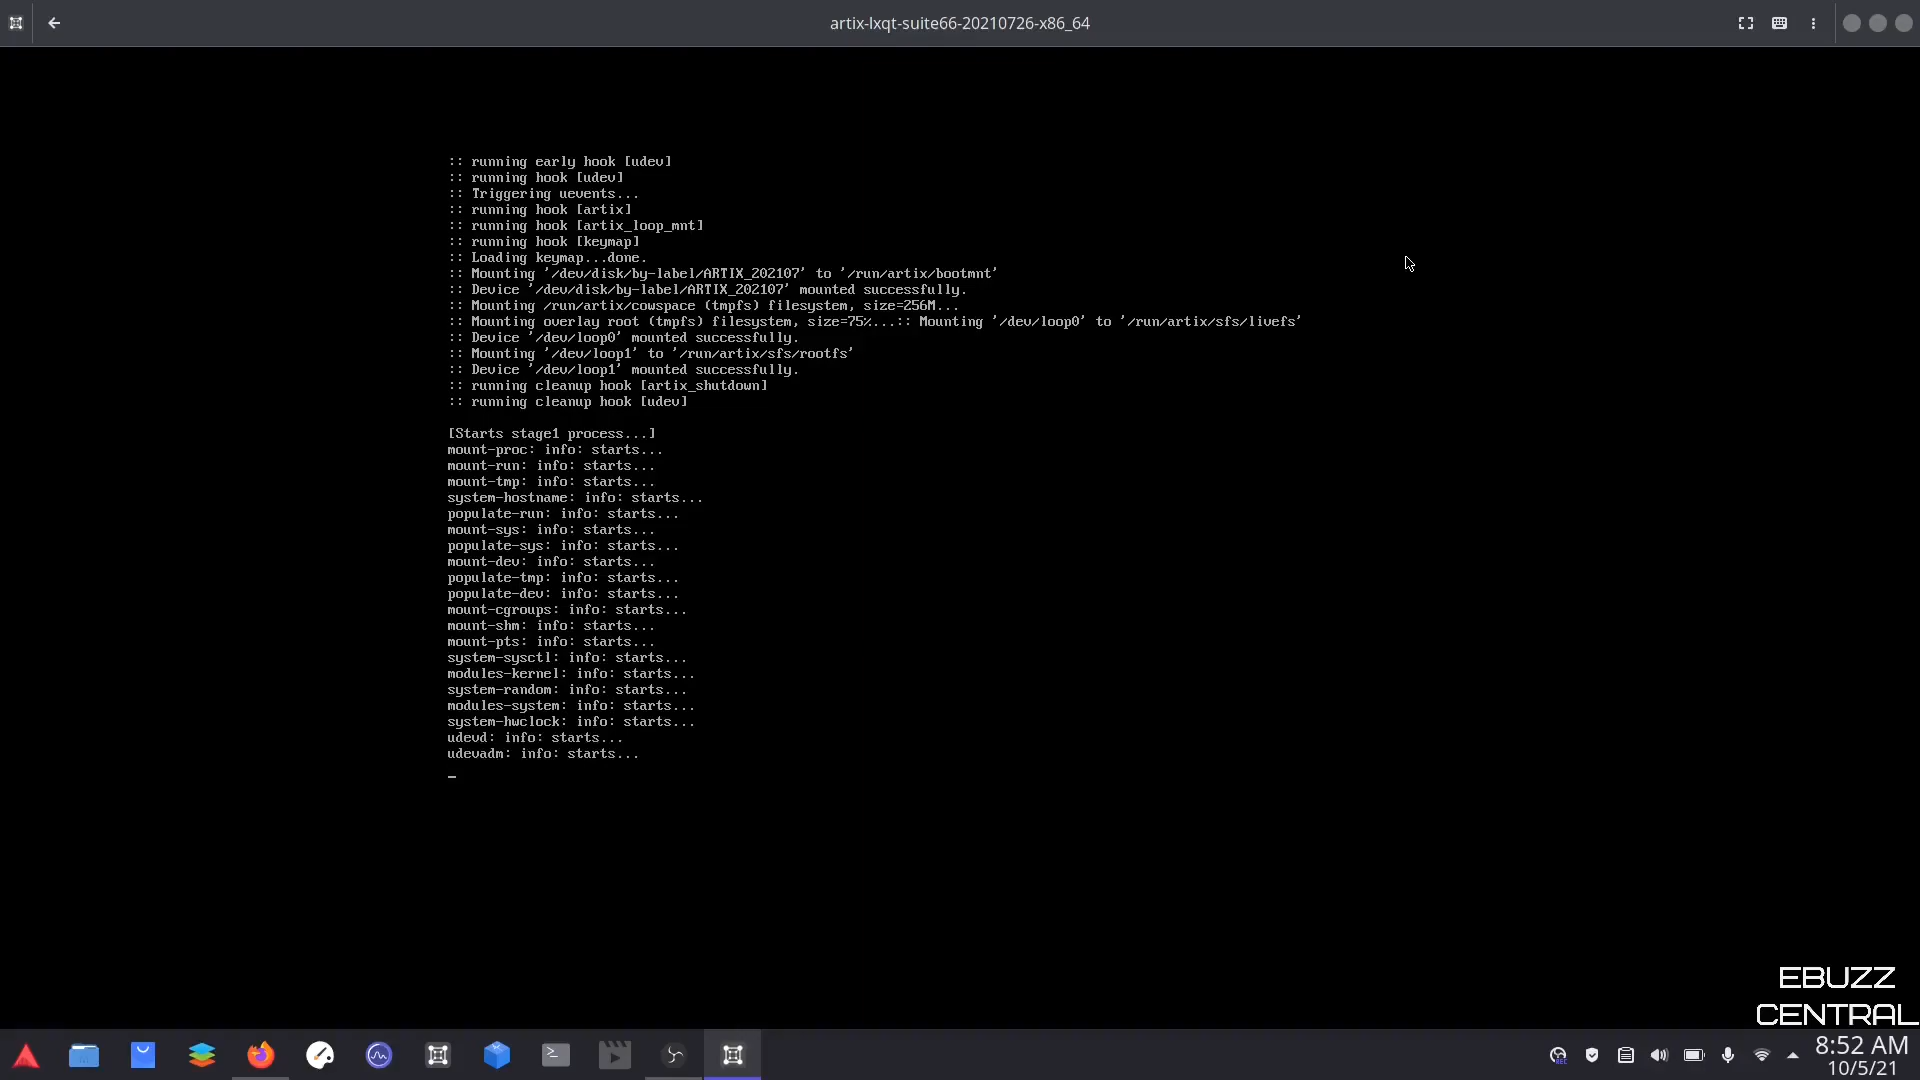 artix-lxqt-suite66-20210726-x86_64
:: running early hook [udev]
:: running hook [udev]
:: Triggering uevents...
:: running hook [artix]
:: running hook [artix_loop_mnt]
:: running hook [keymap]
:: Loading keymap...done.
:: Mounting '/dev/disk/by-label/ARTIX_202107' to '/run/artix/bootmnt'
:: Device '/dev/disk/by-label/ARTIX_202107' mounted successfully.
:: Mounting /run/artix/cowspace (tmpfs) filesystem, size=256M...
:: Mounting overlay root (tmpfs) filesystem, size=75%...:: Mounting '/dev/loop0' to '/run/artix/sfs/livefs'
:: Device '/dev/loop0' mounted successfully.
:: Mounting '/dev/loop1' to '/run/artix/sfs/rootfs'
:: Device '/dev/loop1' mounted successfully.
:: running cleanup hook [artix_shutdown]
:: running cleanup hook [udev]
[Starts stage1 process...]
mount-proc: info: starts...
mount-run: info: starts...
mount-tmp: info: starts...
system-hostname: info: starts...
populate-run: info: starts...
mount-sys: info: starts...
populate-sys: info: starts...
mount-dev: info: starts...
populate-tmp: info: starts...
populate-dev: info: starts...
mount-cgroups: info: starts...
mount-shm: info: starts...
mount-pts: info: starts...
system-sysctl: info: starts...
modules-kernel: info: starts...
system-random: info: starts...
modules-system: info: starts...
system-hwclock: info: starts...
udevd: info: starts...
udevadm: info: starts...
EBUZZ
CENTRAL
8:52 AM
10/5/21